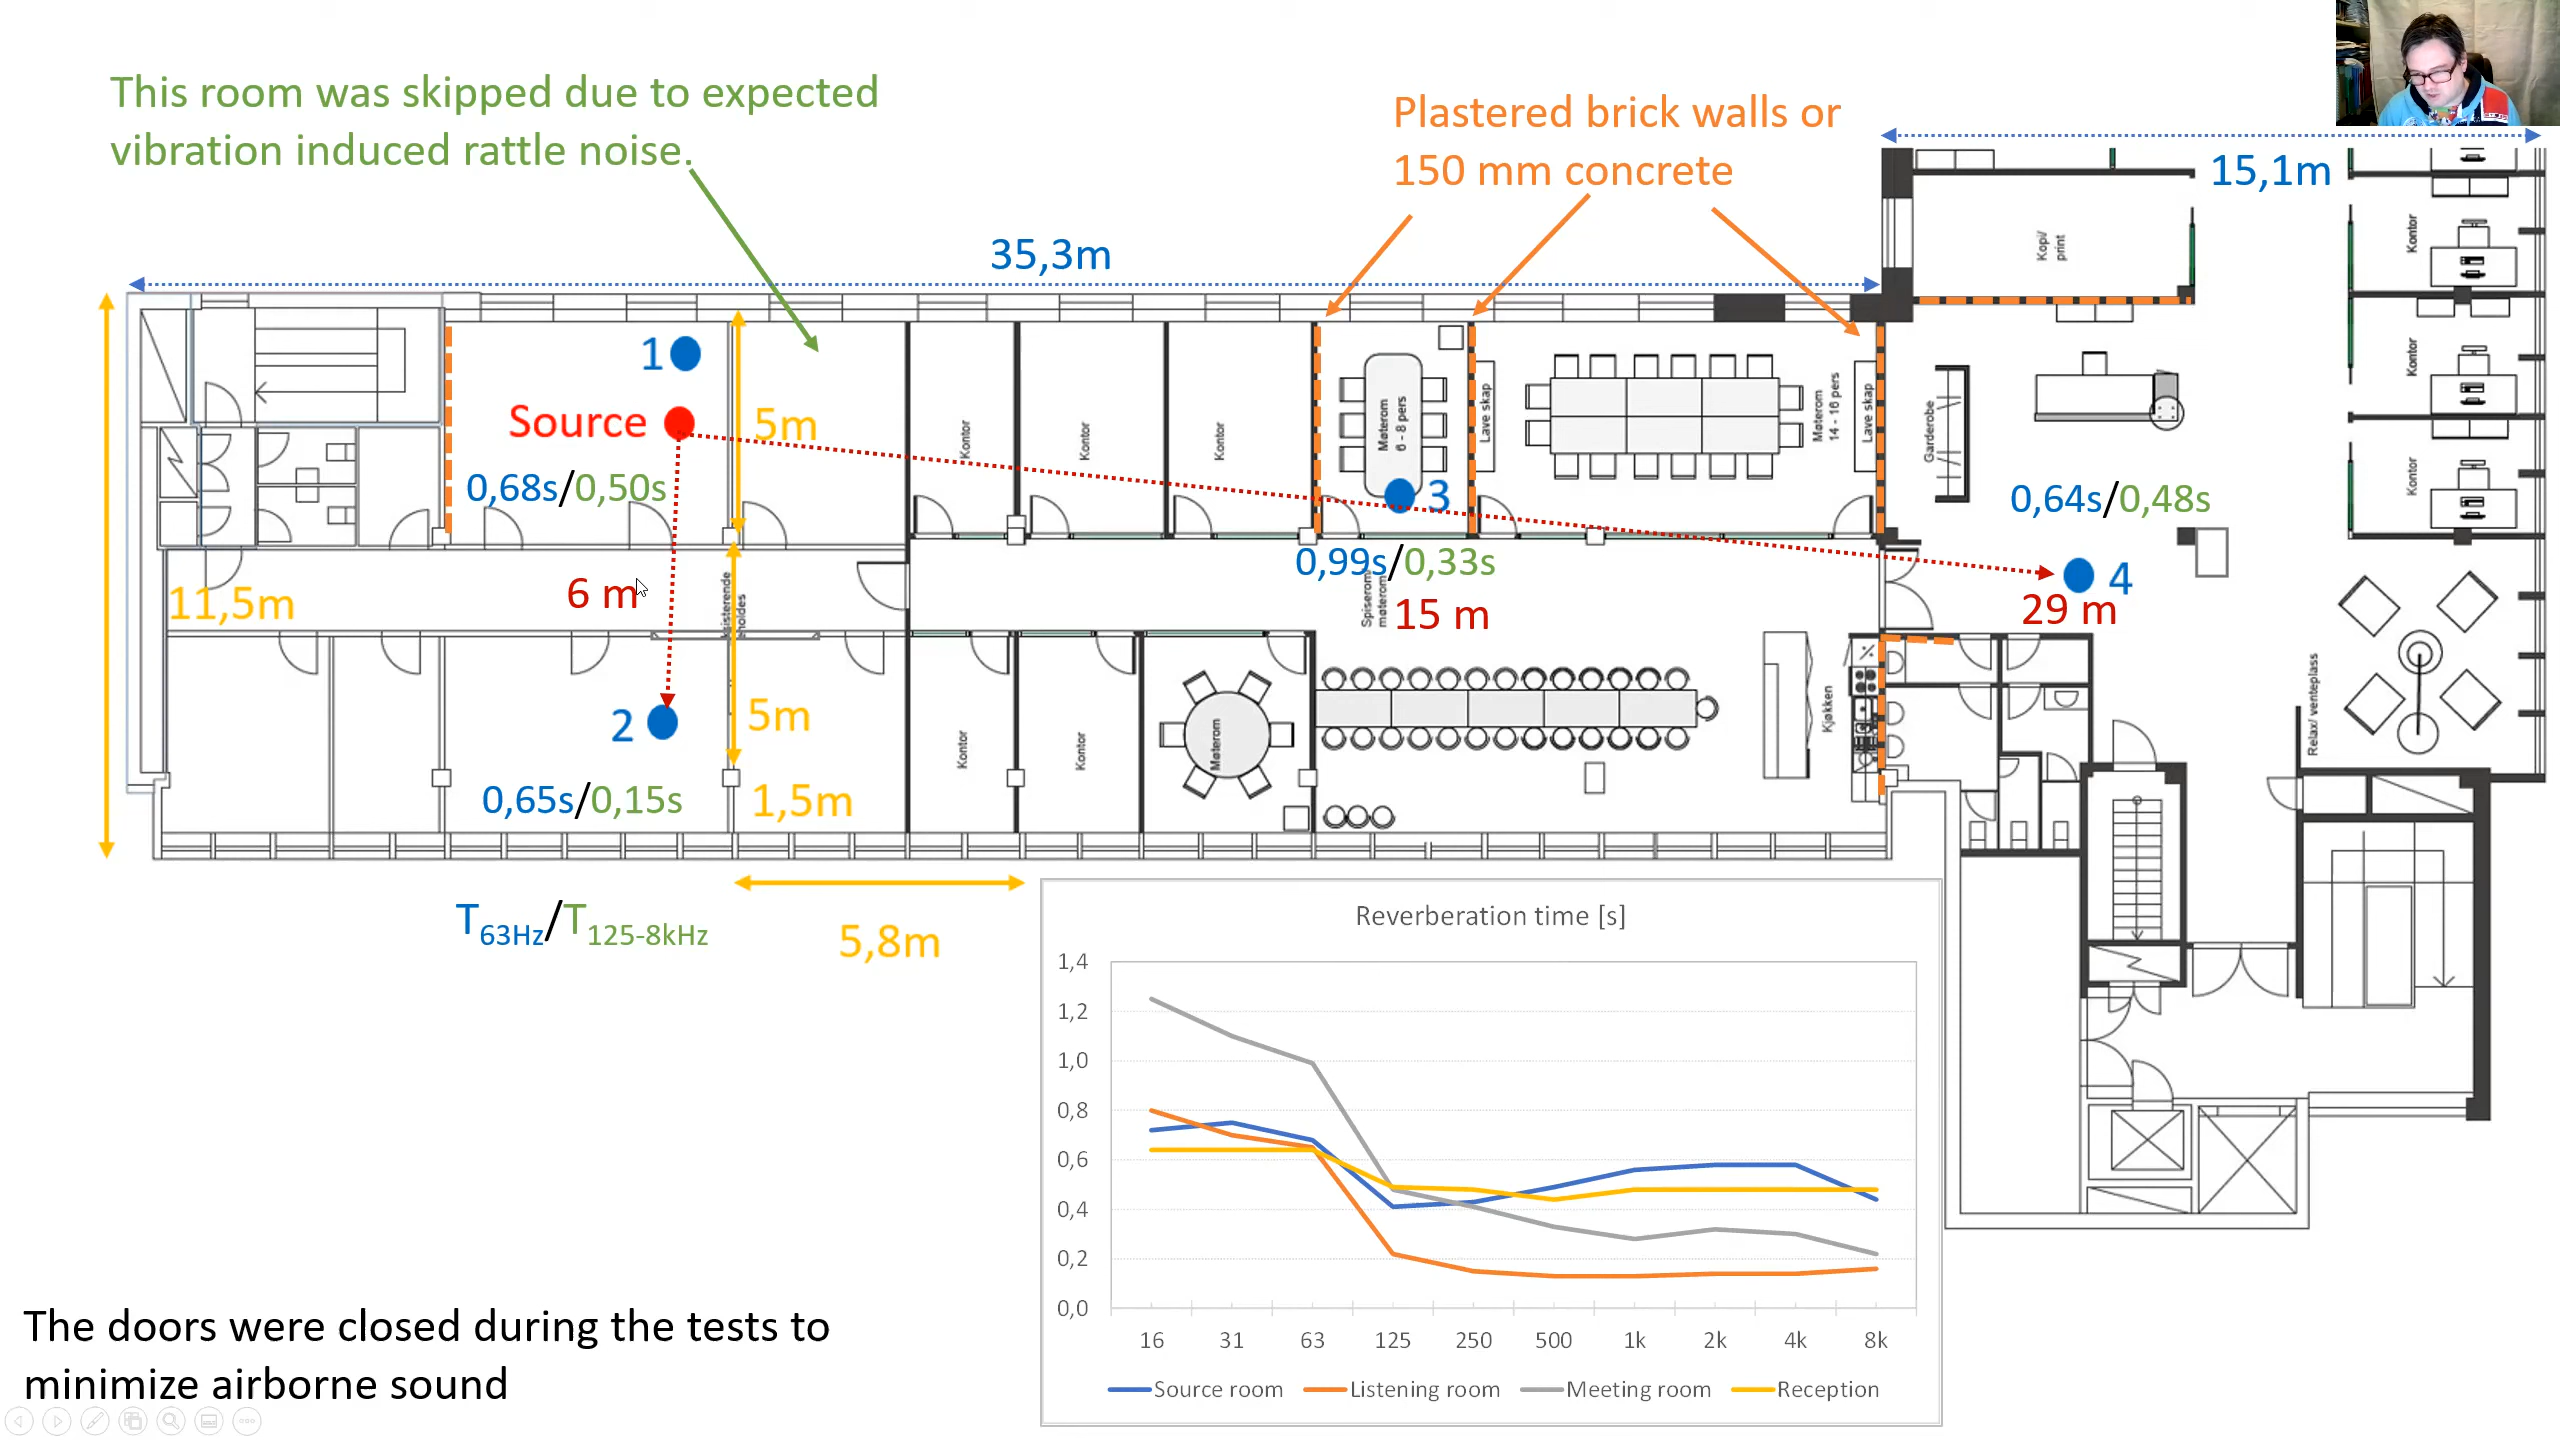 This room was skipped due to expected
vibration induced rattle noise.
Plastered brick walls or
150 mm concrete
15,1m
35,3m
Kopi/
print
Kontor
Kontor
Kontor
1
Source
5m
0,68s/0,50s
Kontor
Kontor
Kontor
Møterom
6 - 8 pers
3
Lave skap
Møterom
14 - 16 pers
Lave skap
Garderobe
0,64s/0,48s
0,99s/0,33s
Spiserom/
møterom
11,5m
6 m
15 m
4
29 m
2
5m
0,65s/0,15s
1,5m
Kontor
Kontor
Møterom
Kjøkken
Relax/ venteplass
T63Hz/T125-8kHz
5,8m
Reverberation time [s]
1,4
1,2
1,0
0,8
0,6
0,4
0,2
0,0
16 31 63 125 250 500 1k 2k 4k 8k
Source room Listening room Meeting room Reception
The doors were closed during the tests to
minimize airborne sound